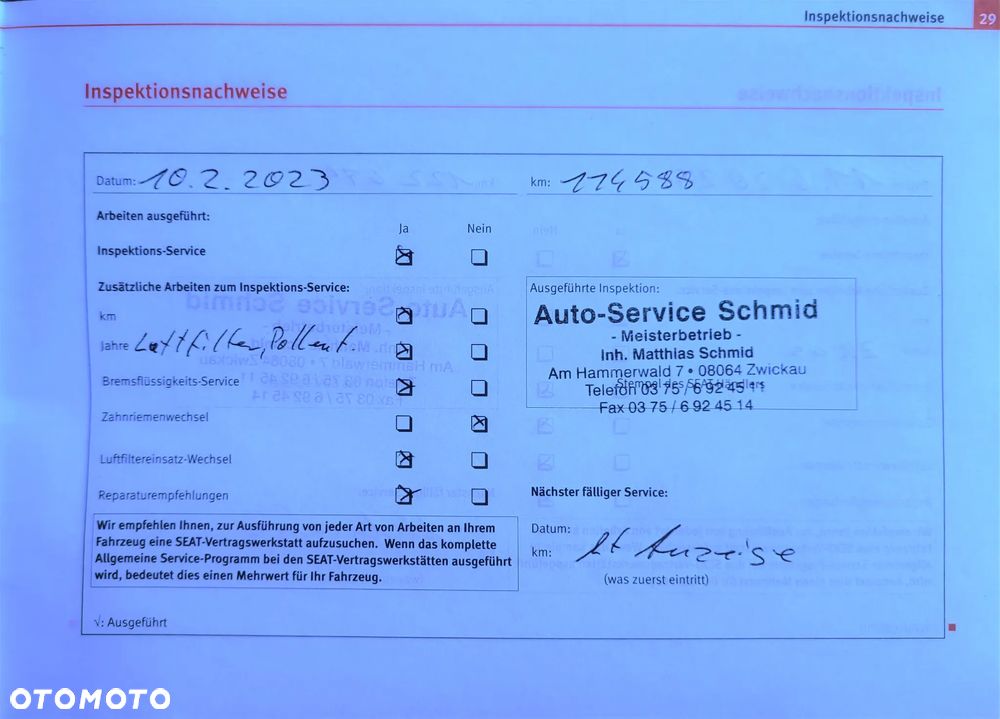 Inspektionsnachweise 29
Inspektionsnachweise
Datum: 10.2.2023 km: 114588
Arbeiten ausgeführt:
Ja Nein
Inspektions-Service
Zusätzliche Arbeiten zum Inspektions-Service:
km
Jahre Luftfilter, Pollenf.
Bremsflüssigkeits-Service
Zahnriemenwechsel
Luftfiltereinsatz-Wechsel
Reparaturempfehlungen
Wir empfehlen Ihnen, zur Ausführung von jeder Art von Arbeiten an Ihrem
Fahrzeug eine SEAT-Vertragswerkstatt aufzusuchen. Wenn das komplette
Allgemeine Service-Programm bei den SEAT-Vertragswerkstätten ausgeführt
wird, bedeutet dies einen Mehrwert für Ihr Fahrzeug.
√: Ausgeführt
Ausgeführte Inspektion:
Auto-Service Schmid
- Meisterbetrieb -
Inh. Matthias Schmid
Am Hammerwald 7 • 08064 Zwickau
Stempel des SEAT-Händlers
Telefon 03 75 / 6 92 45 11
Fax 03 75 / 6 92 45 14
Nächster fälliger Service:
Datum:
km: lt Anzeige
(was zuerst eintritt)
OTOMOTO